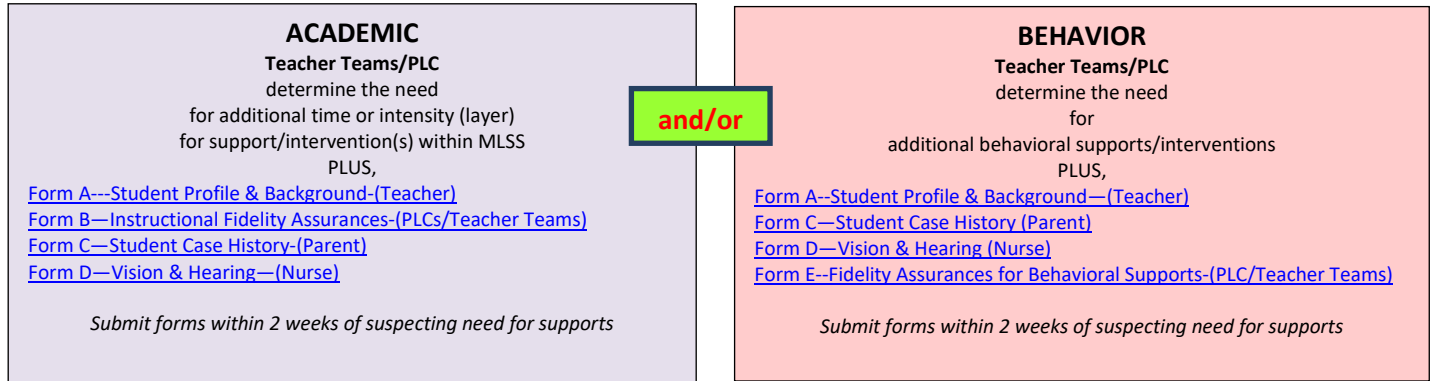 ACADEMIC
Teacher Teams/PLC
determine the need
for additional time or intensity (layer)
for support/intervention(s) within MLSS
PLUS,
Form A---Student Profile & Background-(Teacher)
Form B—Instructional Fidelity Assurances-(PLCs/Teacher Teams)
Form C—Student Case History-(Parent)
Form D—Vision & Hearing—(Nurse)
Submit forms within 2 weeks of suspecting need for supports
and/or
BEHAVIOR
Teacher Teams/PLC
determine the need
for
additional behavioral supports/interventions
PLUS,
Form A--Student Profile & Background—(Teacher)
Form C—Student Case History (Parent)
Form D—Vision & Hearing (Nurse)
Form E--Fidelity Assurances for Behavioral Supports-(PLC/Teacher Teams)
Submit forms within 2 weeks of suspecting need for supports